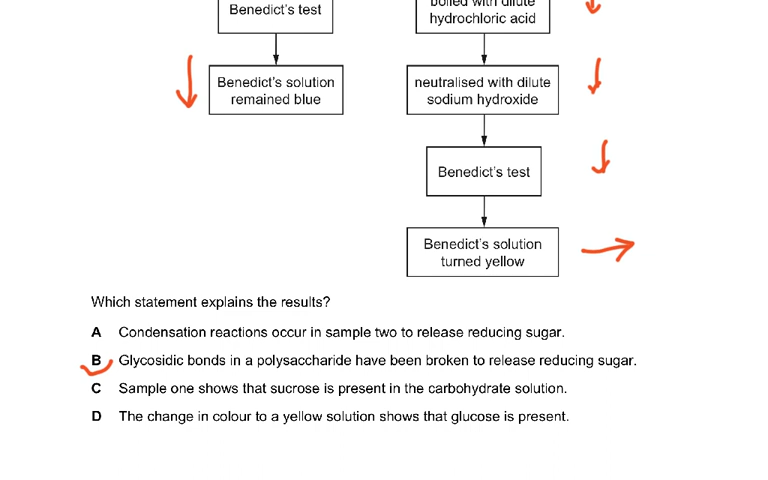 Benedict's test
boiled with dilute
hydrochloric acid
Benedict's solution
remained blue
neutralised with dilute
sodium hydroxide
Benedict's test
Benedict's solution
turned yellow
Which statement explains the results?
A Condensation reactions occur in sample two to release reducing sugar.
B Glycosidic bonds in a polysaccharide have been broken to release reducing sugar.
C Sample one shows that sucrose is present in the carbohydrate solution.
D The change in colour to a yellow solution shows that glucose is present.